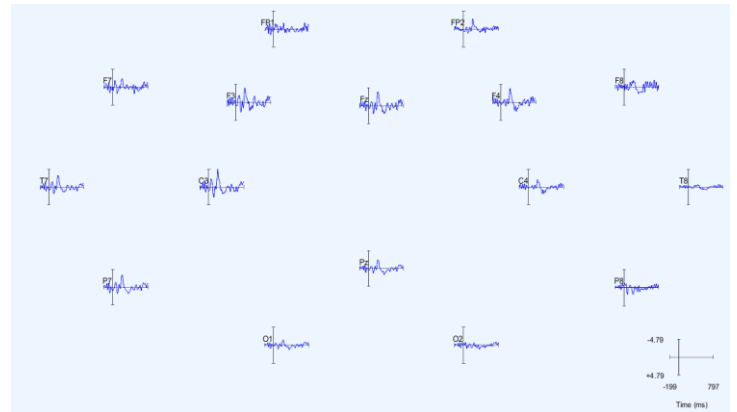 FP1 FP2
F7 F3 Fz F4 F8
T7 C3 C4 T8
P7 Pz P8
O1 O2
-4.79
+4.79
-199 797
Time (ms)